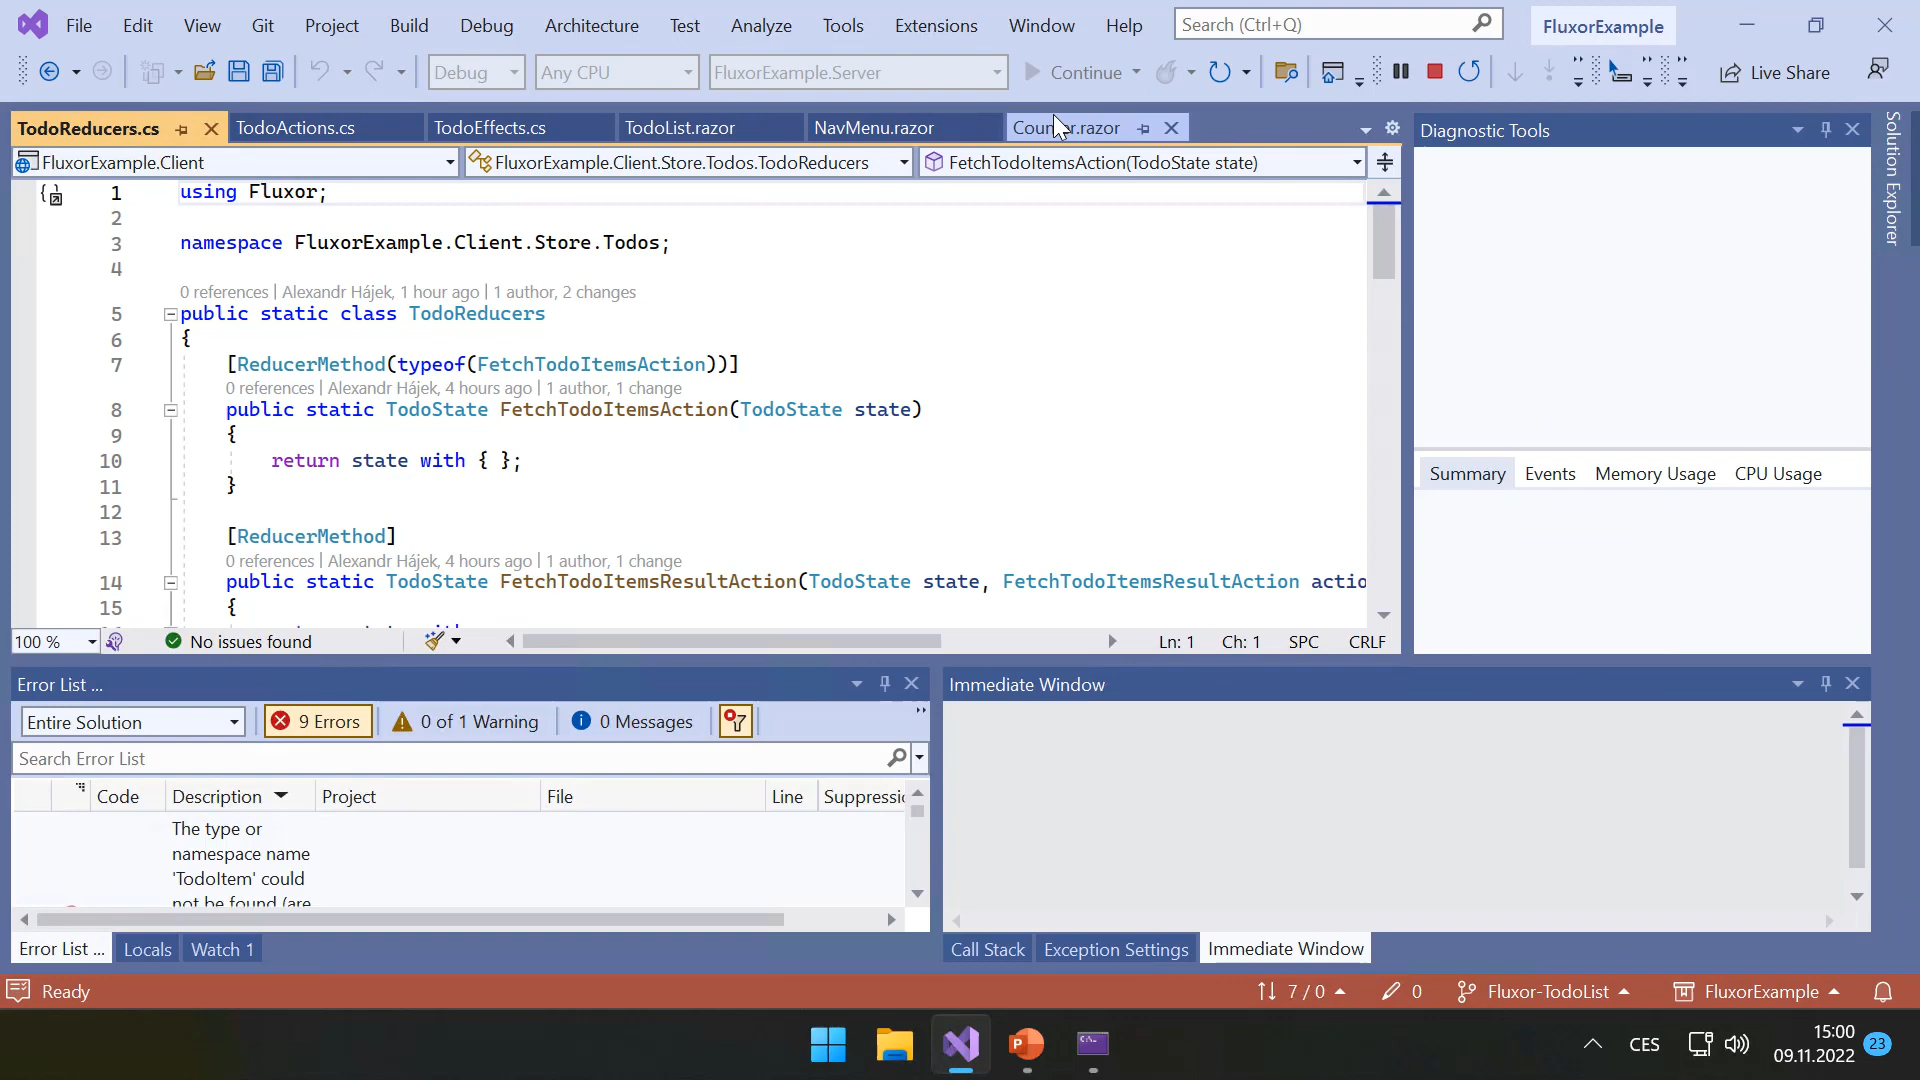 File Edit View Git Project Build Debug Architecture Test Analyze Tools Extensions Window Help Search (Ctrl+Q) FluxorExample
Debug Any CPU FluxorExample.Server Continue Live Share
TodoReducers.cs TodoActions.cs TodoEffects.cs TodoList.razor NavMenu.razor Counter.razor
FluxorExample.Client FluxorExample.Client.Store.Todos.TodoReducers FetchTodoItemsAction(TodoState state)
1 using Fluxor;
2
3 namespace FluxorExample.Client.Store.Todos;
4
0 references | Alexandr Hájek, 1 hour ago | 1 author, 2 changes
5 public static class TodoReducers
6 {
7 [ReducerMethod(typeof(FetchTodoItemsAction))]
0 references | Alexandr Hájek, 4 hours ago | 1 author, 1 change
8 public static TodoState FetchTodoItemsAction(TodoState state)
9 {
10 return state with { };
11 }
12
13 [ReducerMethod]
0 references | Alexandr Hájek, 4 hours ago | 1 author, 1 change
14 public static TodoState FetchTodoItemsResultAction(TodoState state, FetchTodoItemsResultAction actio
15 {
100 % No issues found Ln: 1 Ch: 1 SPC CRLF
Diagnostic Tools
Summary Events Memory Usage CPU Usage
Solution Explorer
Error List ...
Entire Solution 9 Errors 0 of 1 Warning 0 Messages
Search Error List
Code Description Project File Line Suppressio
The type or
namespace name
'TodoItem' could
not be found (are
Error List ... Locals Watch 1
Immediate Window
Call Stack Exception Settings Immediate Window
Ready 7 / 0 0 Fluxor-TodoList FluxorExample
CES 15:00
09.11.2022 23